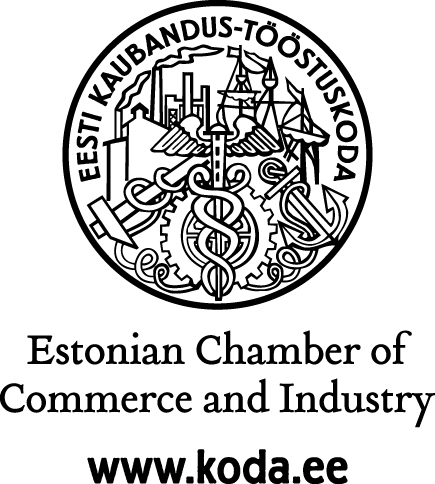 EESTI KAUBANDUS-TÖÖSTUSKODA
Estonian Chamber of
Commerce and Industry
www.koda.ee